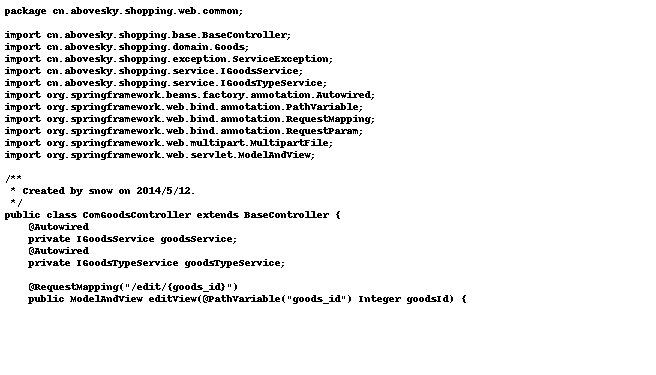 package cn.abovesky.shopping.web.common;

import cn.abovesky.shopping.base.BaseController;
import cn.abovesky.shopping.domain.Goods;
import cn.abovesky.shopping.exception.ServiceException;
import cn.abovesky.shopping.service.IGoodsService;
import cn.abovesky.shopping.service.IGoodsTypeService;
import org.springframework.beans.factory.annotation.Autowired;
import org.springframework.web.bind.annotation.PathVariable;
import org.springframework.web.bind.annotation.RequestMapping;
import org.springframework.web.bind.annotation.RequestParam;
import org.springframework.web.multipart.MultipartFile;
import org.springframework.web.servlet.ModelAndView;

/**
 * Created by snow on 2014/5/12.
 */
public class ComGoodsController extends BaseController {
    @Autowired
    private IGoodsService goodsService;
    @Autowired
    private IGoodsTypeService goodsTypeService;

    @RequestMapping("/edit/{goods_id}")
    public ModelAndView editView(@PathVariable("goods_id") Integer goodsId) {